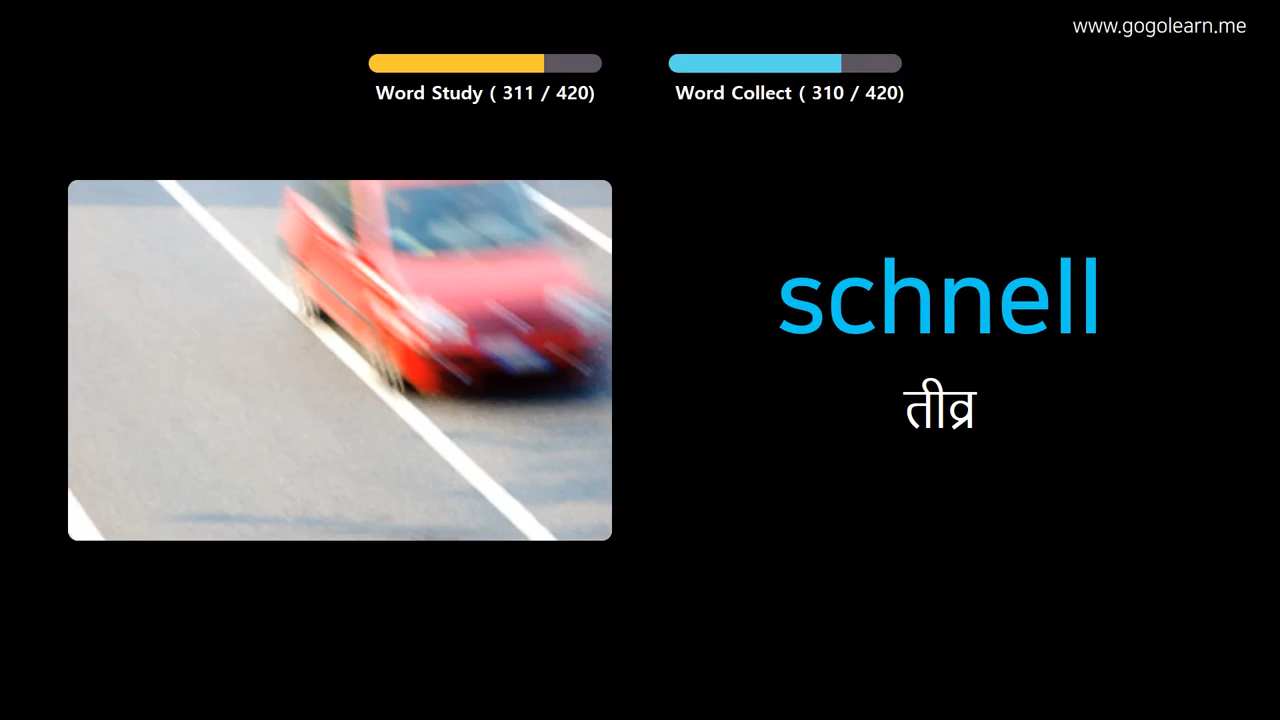 www.gogolearn.me
Word Study ( 311 / 420)
Word Collect ( 310 / 420)
schnell
तीव्र